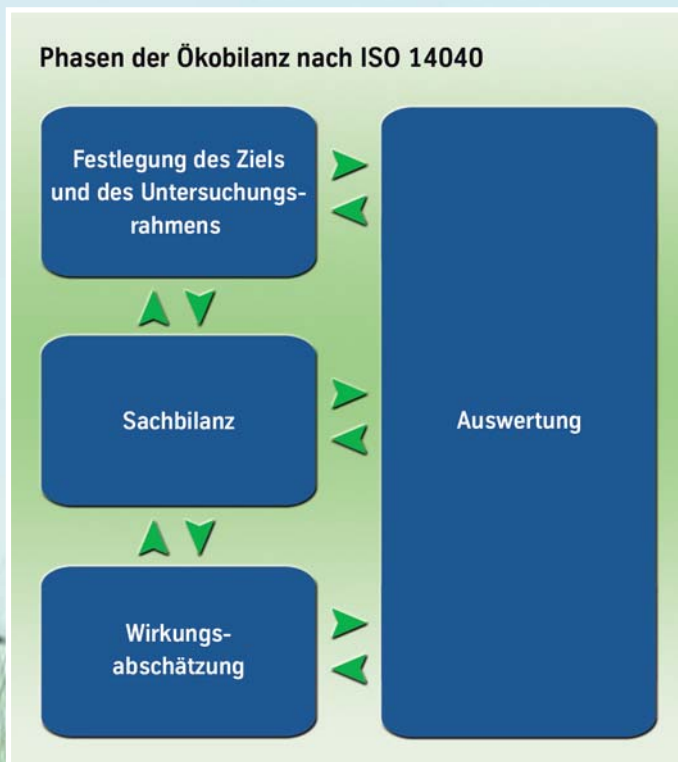 Phasen der Ökobilanz nach ISO 14040
Festlegung des Ziels
und des Untersuchungs-
rahmens
Sachbilanz
Auswertung
Wirkungs-
abschätzung